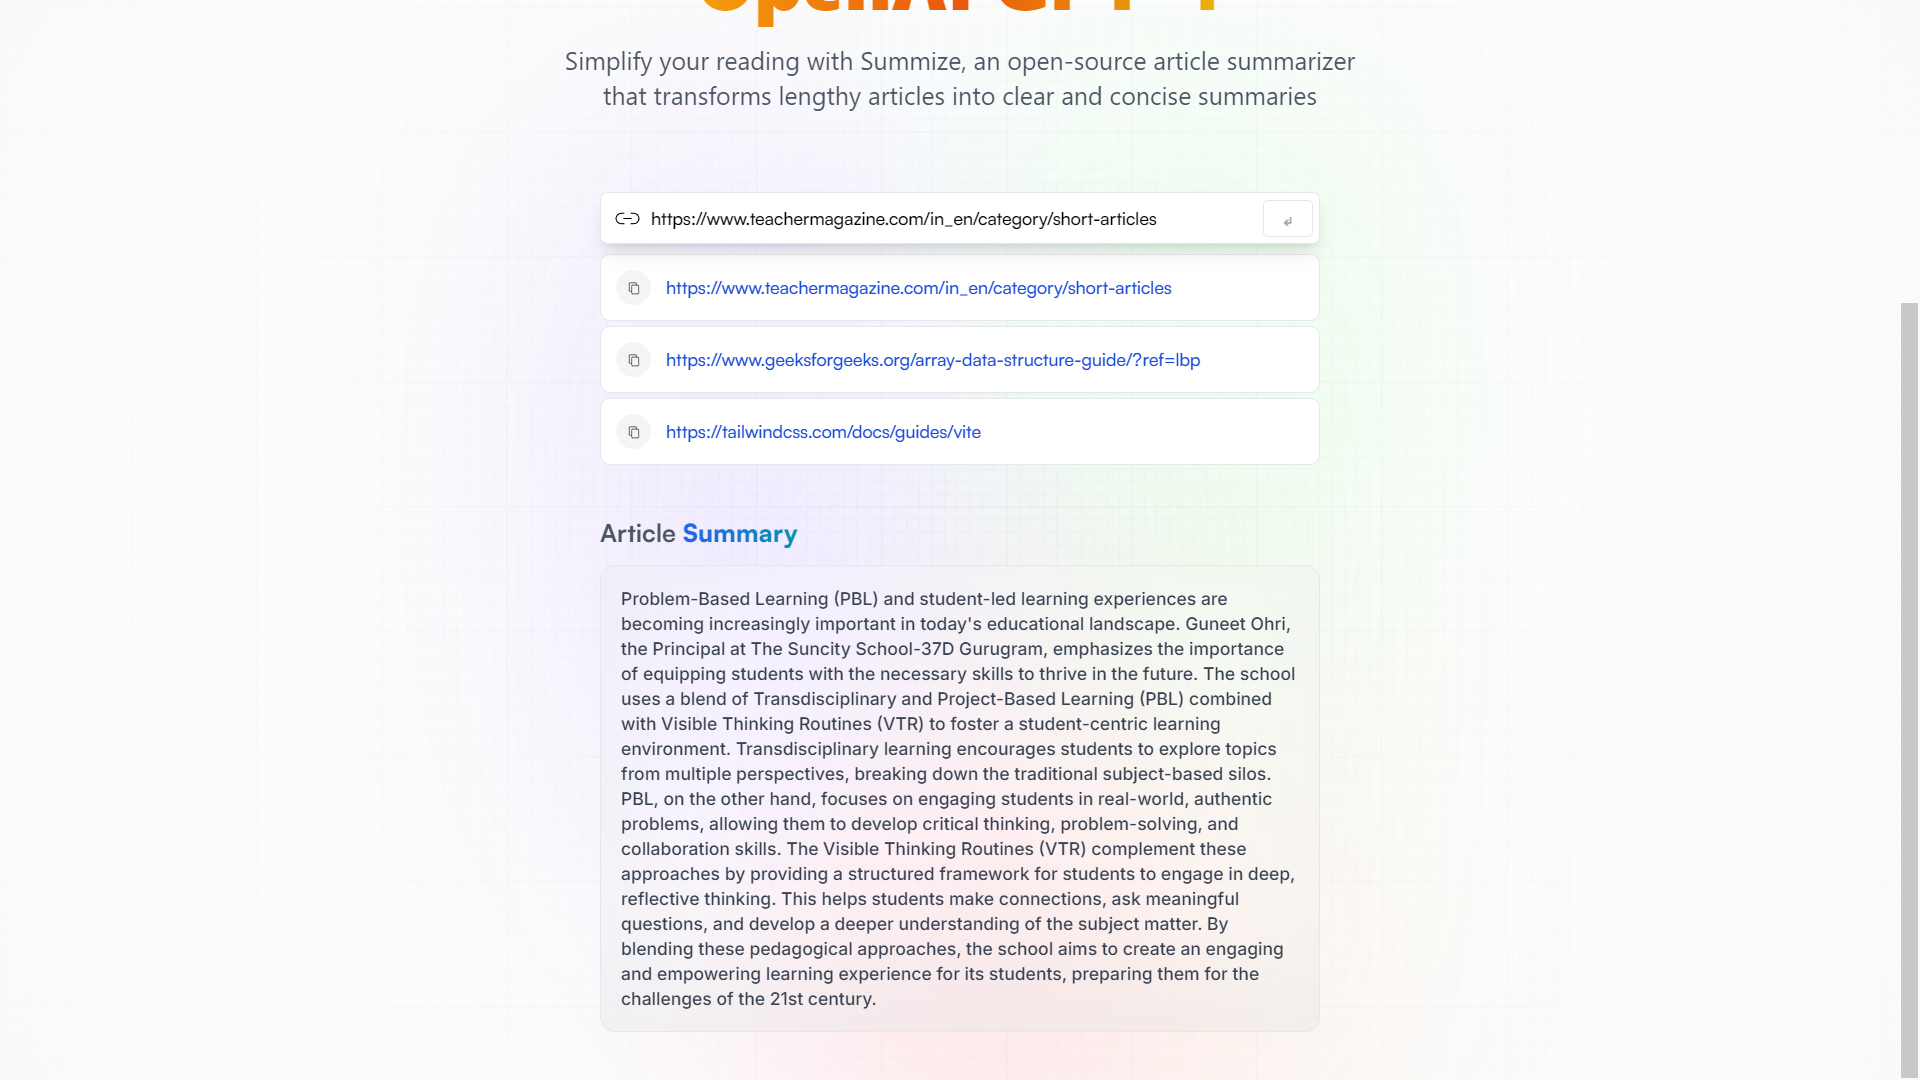 OpenAI GPT-4
Simplify your reading with Summize, an open-source article summarizer
that transforms lengthy articles into clear and concise summaries
https://www.teachermagazine.com/in_en/category/short-articles
↲
https://www.teachermagazine.com/in_en/category/short-articles
https://www.geeksforgeeks.org/array-data-structure-guide/?ref=lbp
https://tailwindcss.com/docs/guides/vite
Article Summary
Problem-Based Learning (PBL) and student-led learning experiences are
becoming increasingly important in today's educational landscape. Guneet Ohri,
the Principal at The Suncity School-37D Gurugram, emphasizes the importance
of equipping students with the necessary skills to thrive in the future. The school
uses a blend of Transdisciplinary and Project-Based Learning (PBL) combined
with Visible Thinking Routines (VTR) to foster a student-centric learning
environment. Transdisciplinary learning encourages students to explore topics
from multiple perspectives, breaking down the traditional subject-based silos.
PBL, on the other hand, focuses on engaging students in real-world, authentic
problems, allowing them to develop critical thinking, problem-solving, and
collaboration skills. The Visible Thinking Routines (VTR) complement these
approaches by providing a structured framework for students to engage in deep,
reflective thinking. This helps students make connections, ask meaningful
questions, and develop a deeper understanding of the subject matter. By
blending these pedagogical approaches, the school aims to create an engaging
and empowering learning experience for its students, preparing them for the
challenges of the 21st century.